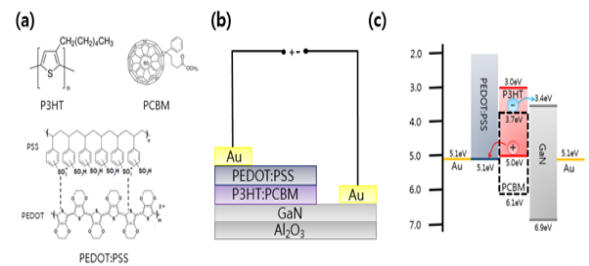 (a)
CH₃(CH₂)₄CH₃
S
n
P3HT
OCH₃
PCBM
PSS
n
SO₃⁻ SO₃H SO₃H SO₃H SO₃⁻ SO₃H
PEDOT
PEDOT:PSS
(b)
+ -
Au
PEDOT:PSS
P3HT:PCBM
Au
GaN
Al₂O₃
(c)
2.0
3.0
4.0
5.0
6.0
7.0
PEDOT:PSS
3.0eV
P3HT
-
3.7eV
3.4eV
GaN
+
5.1eV
Au
5.1eV
5.0eV
5.1eV
Au
PCBM
6.1eV
6.9eV